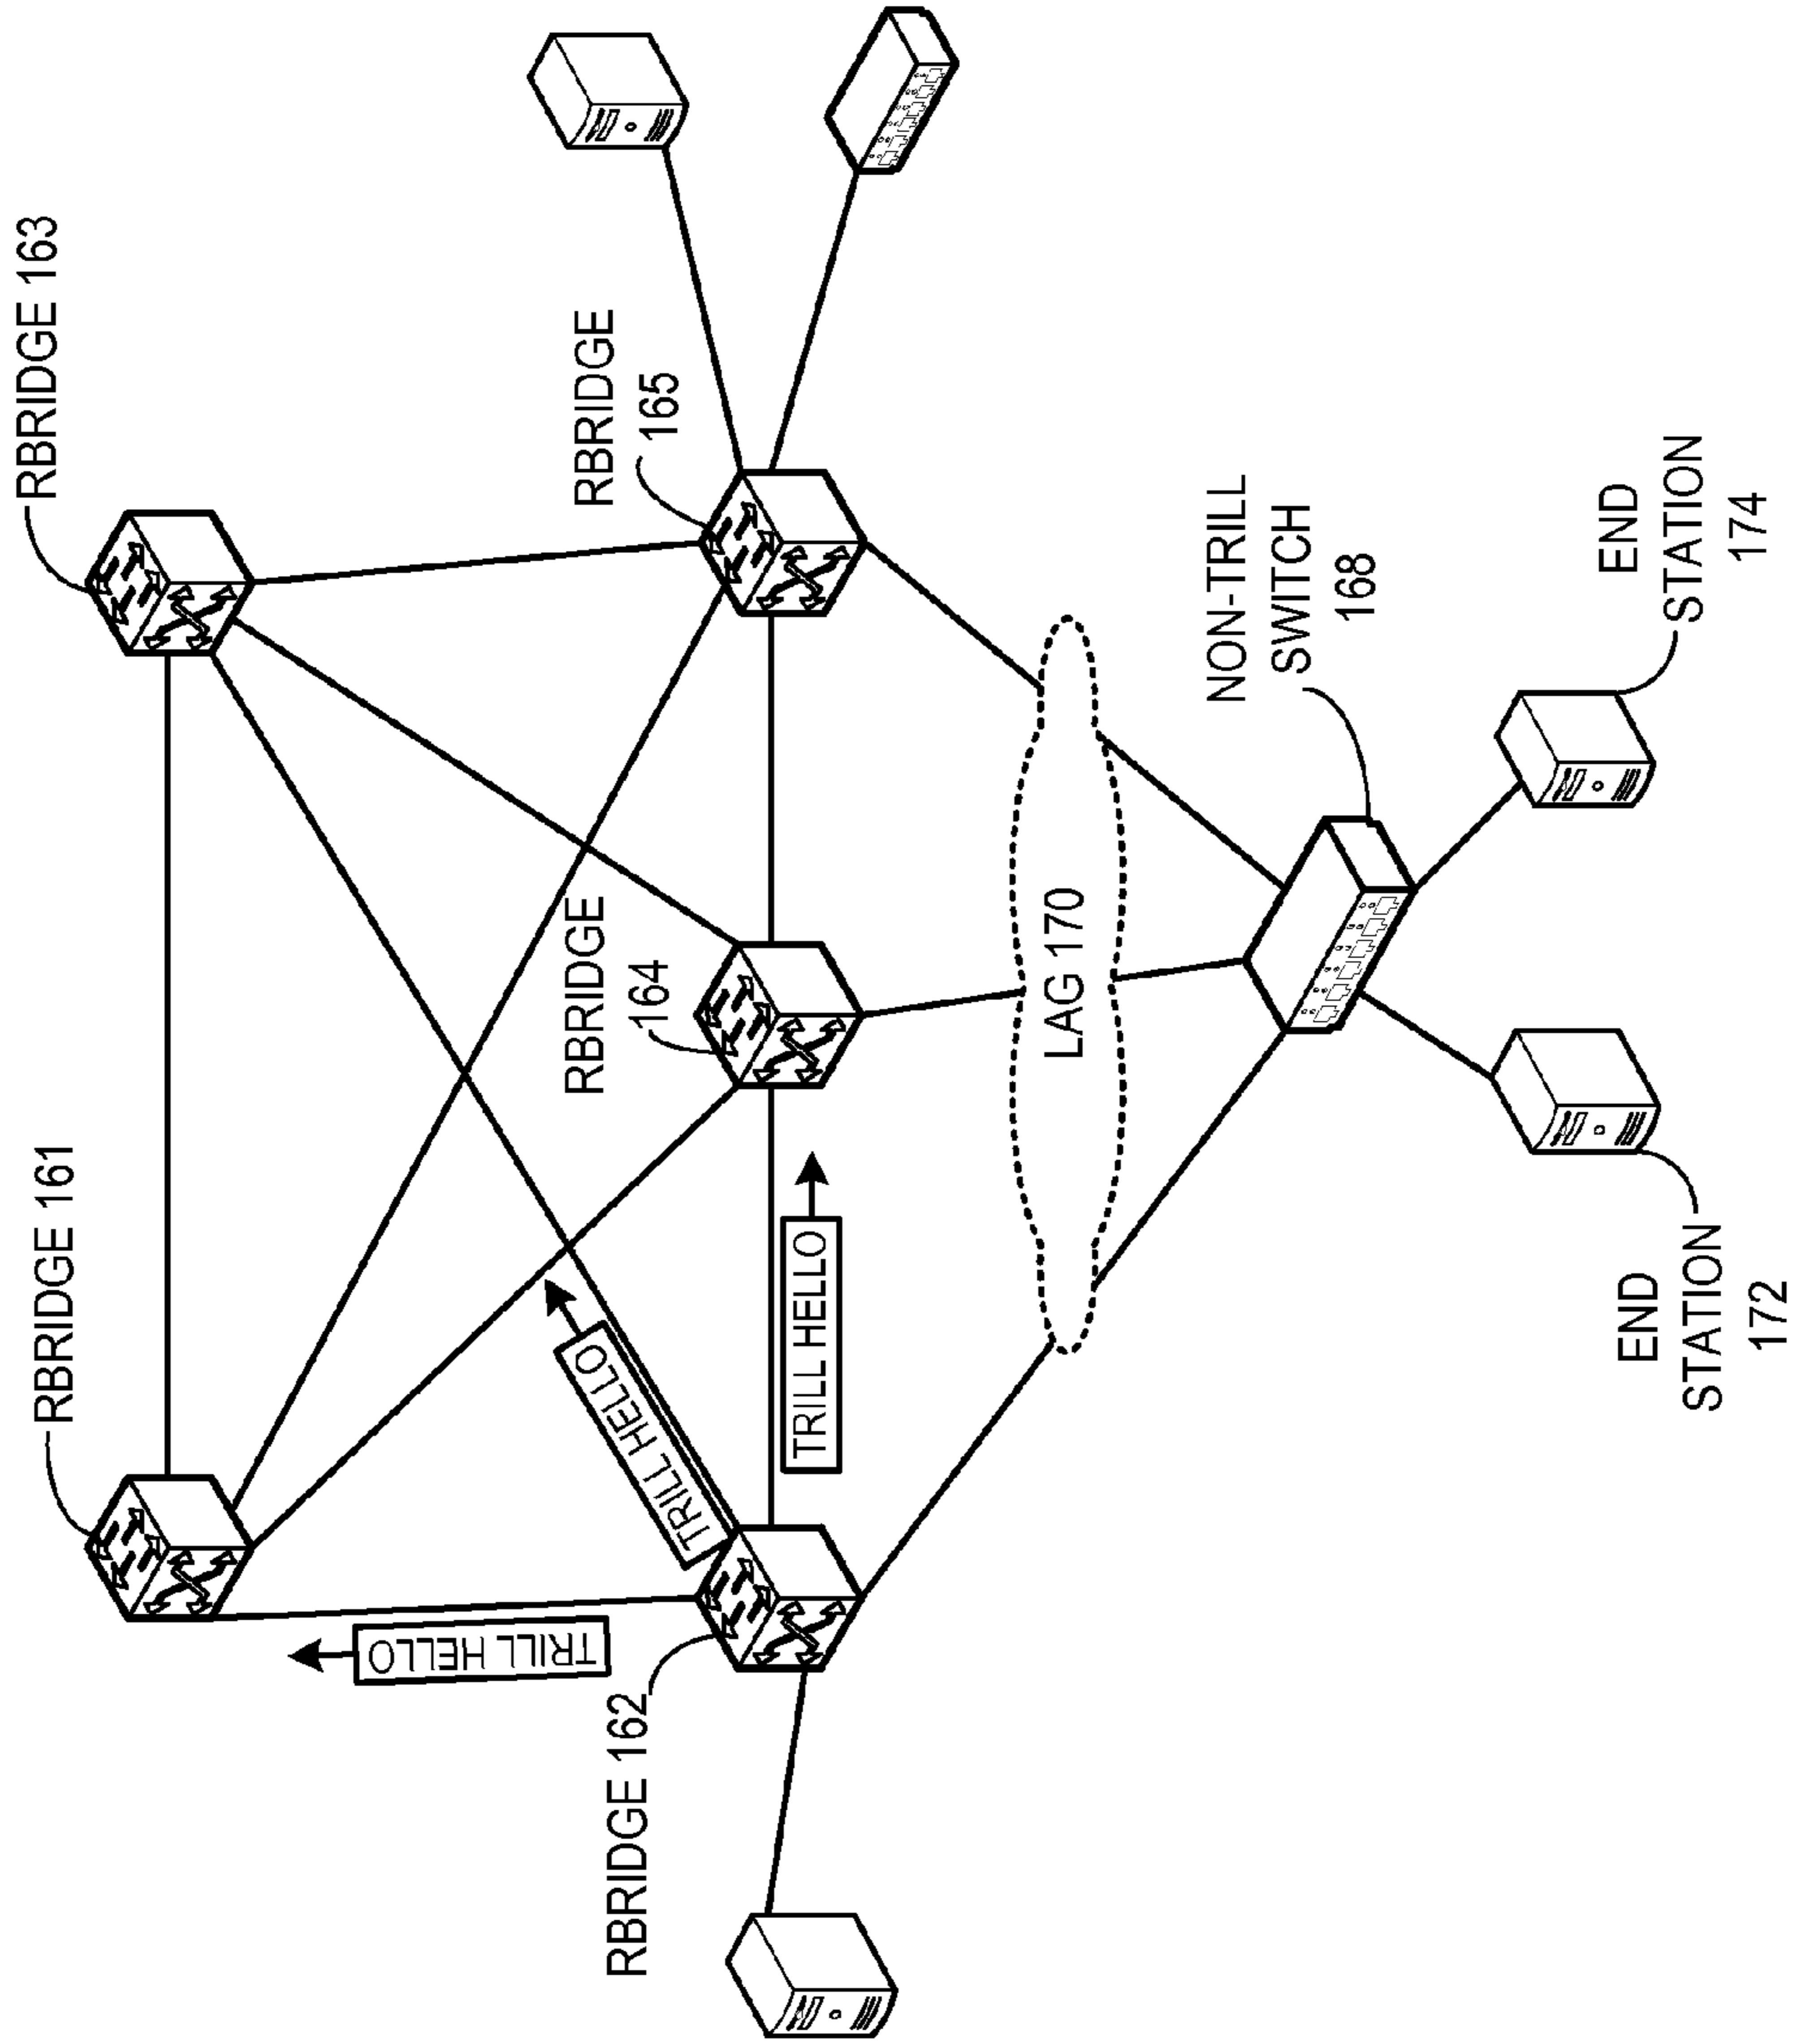 RBRIDGE 161
RBRIDGE 163
TRILL HELLO
TRILL HELLO
RBRIDGE 162
RBRIDGE
164
RBRIDGE
165
TRILL HELLO
LAG 170
NON-TRILL
SWITCH
168
END
STATION
172
END
STATION
174